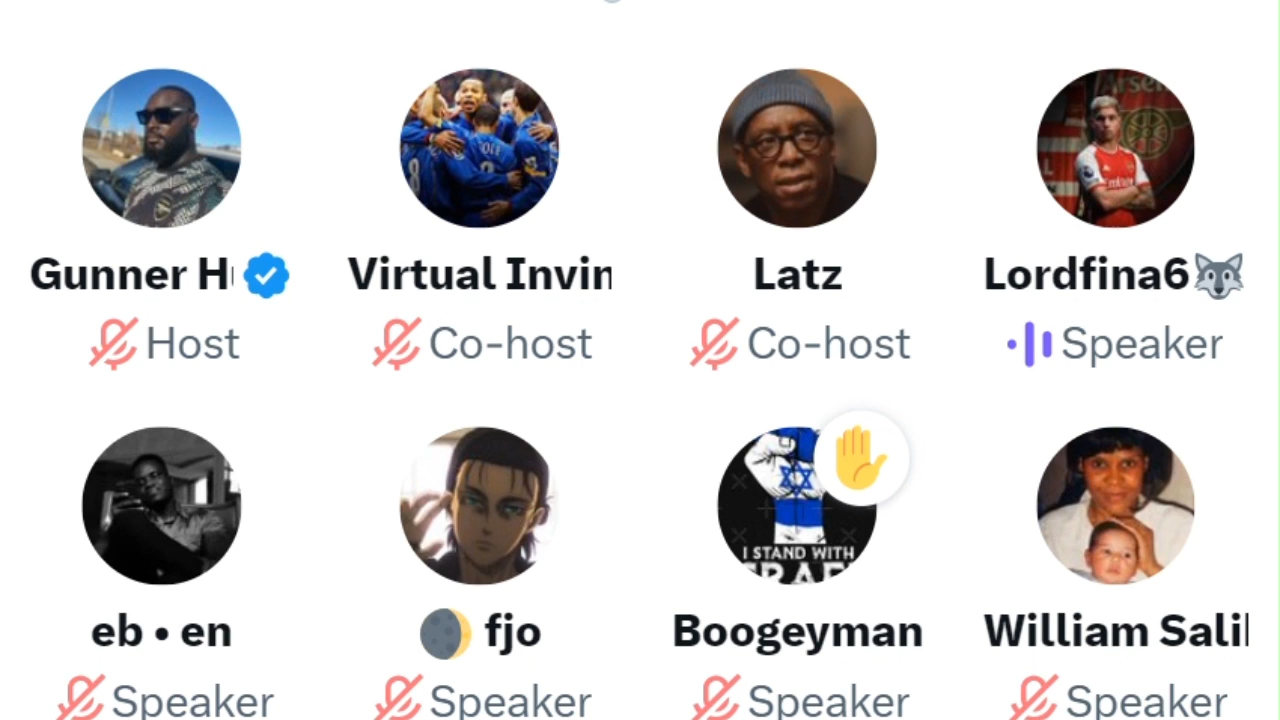 Gunner H
Virtual Invin
Latz
Lordfina6
Host
Co-host
Co-host
Speaker
Arsen
I STAND WITH
eb • en
fjo
Boogeyman
William Sali
Speaker
Speaker
Speaker
Speaker